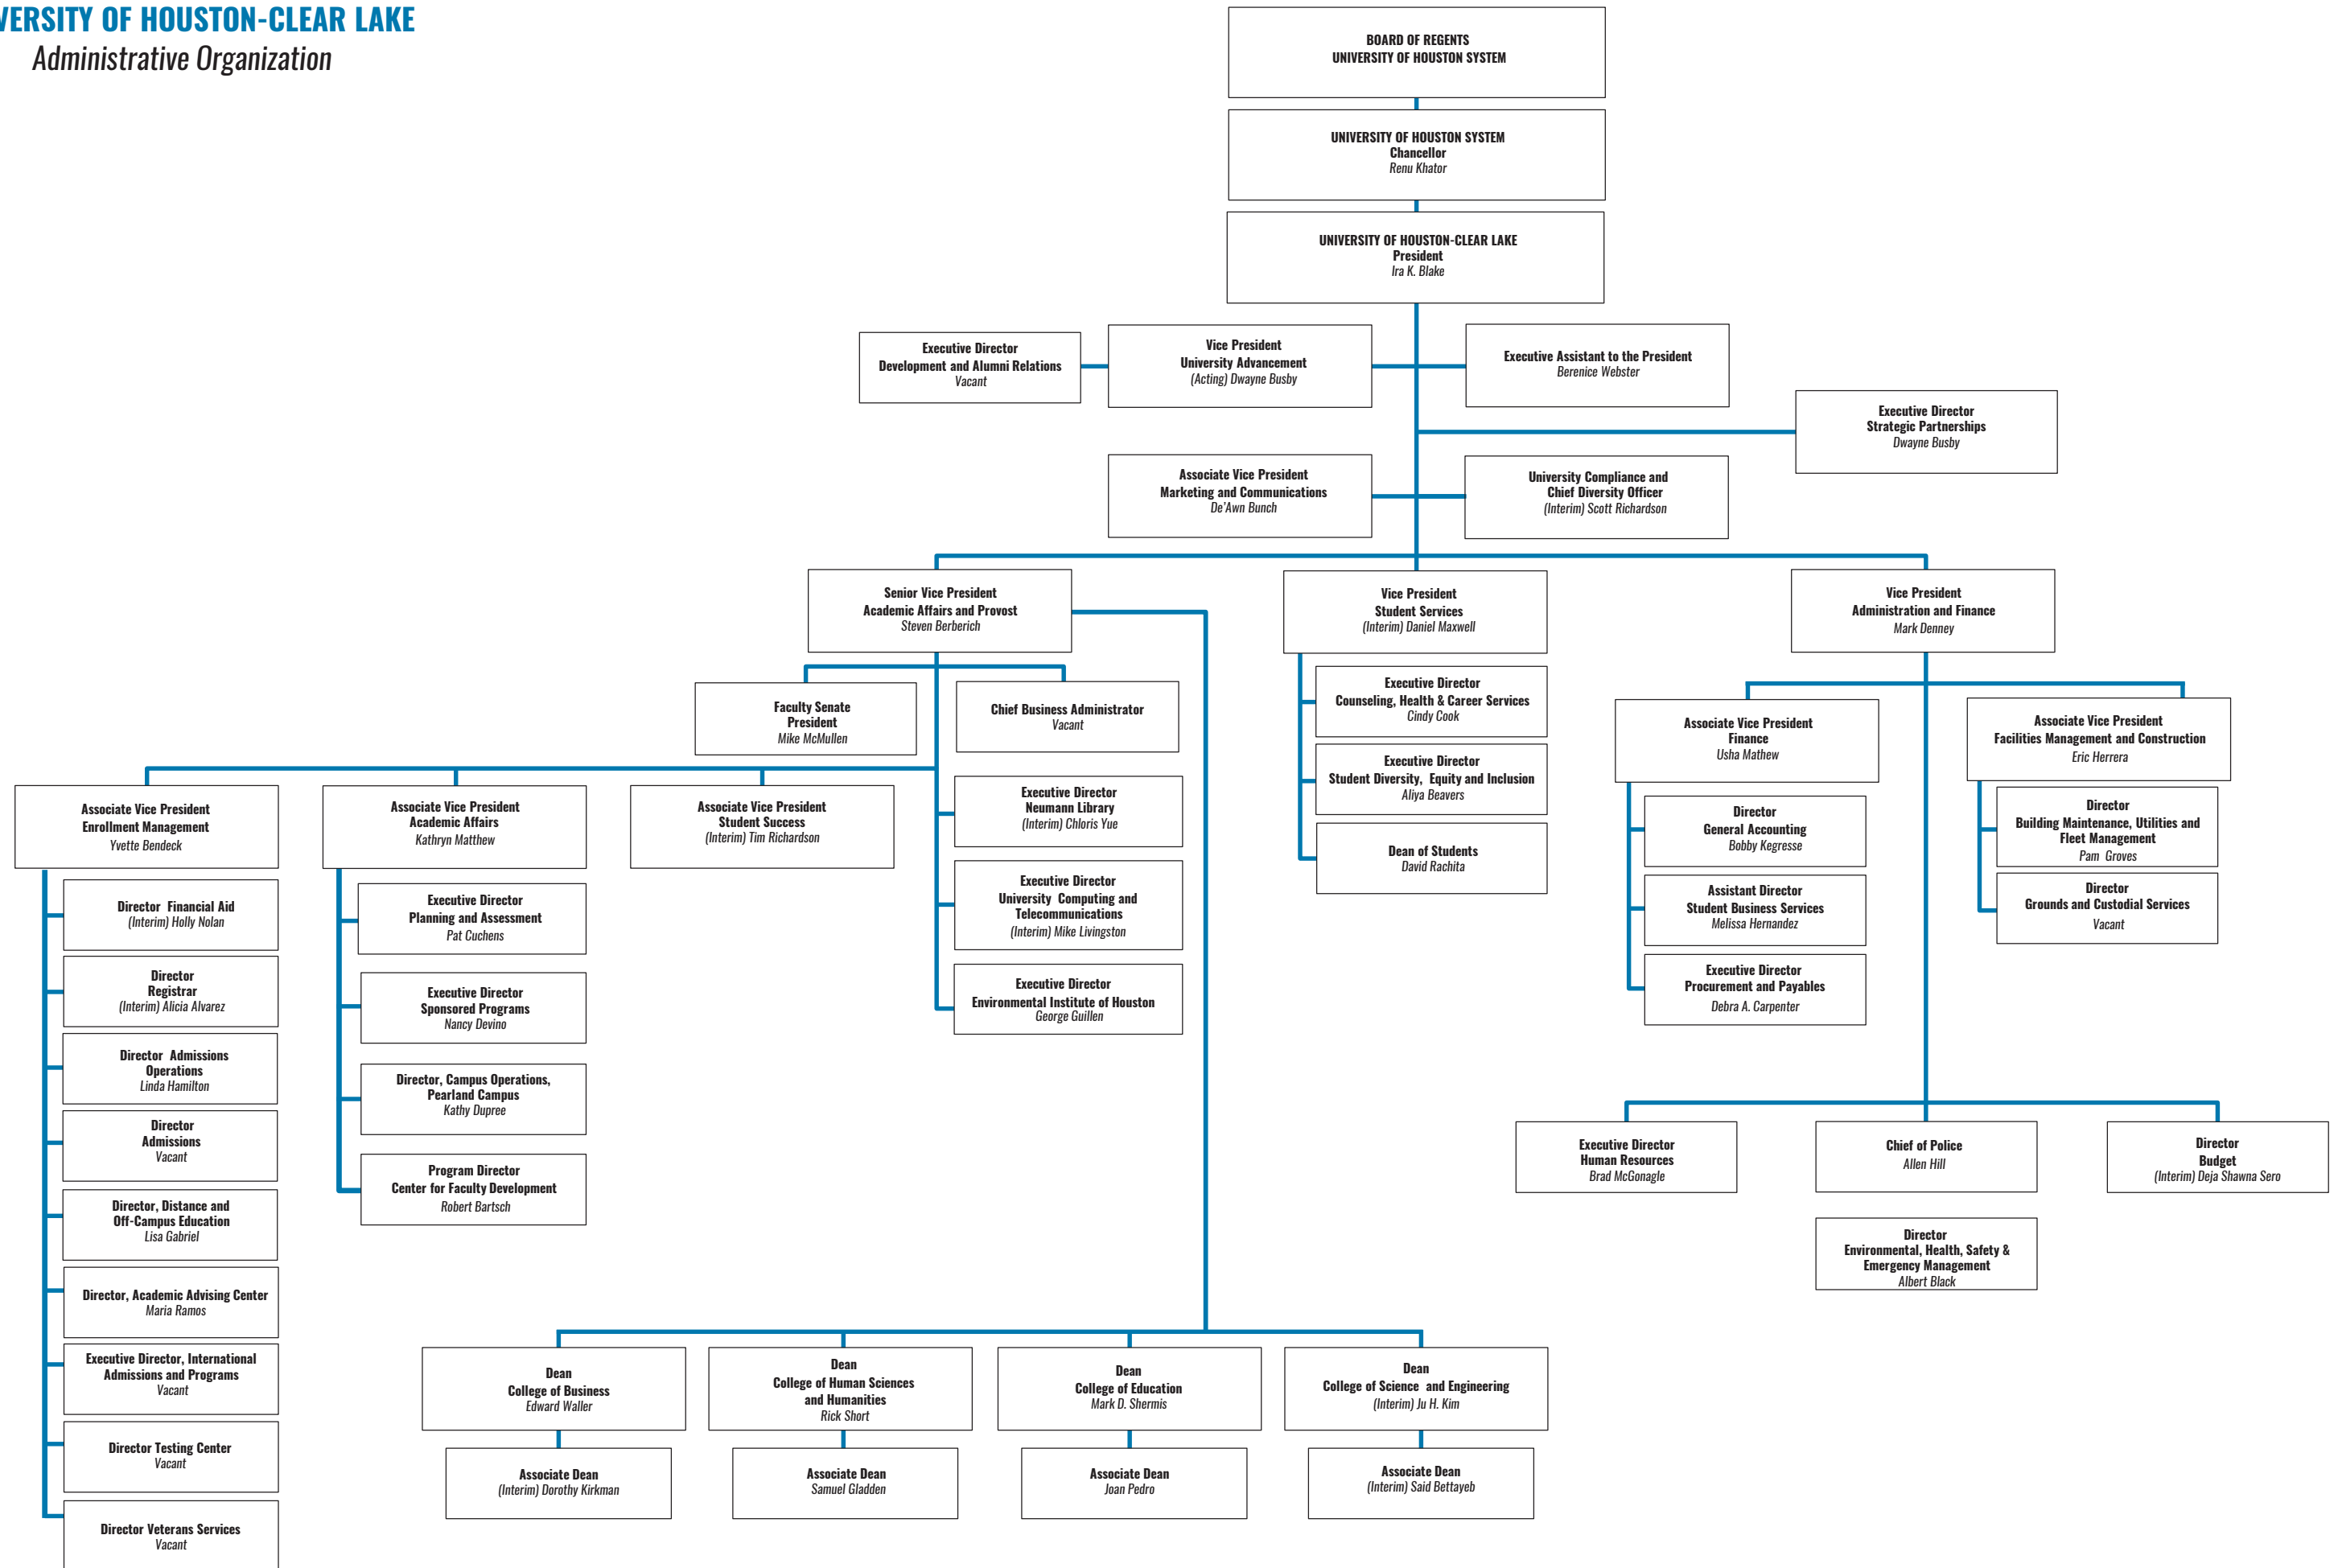 VERSITY OF HOUSTON-CLEAR LAKE
Administrative Organization
BOARD OF REGENTS
UNIVERSITY OF HOUSTON SYSTEM
UNIVERSITY OF HOUSTON SYSTEM
Chancellor
Renu Khator
UNIVERSITY OF HOUSTON-CLEAR LAKE
President
Ira K. Blake
Executive Director
Development and Alumni Relations
Vacant
Vice President
University Advancement
(Acting) Dwayne Busby
Executive Assistant to the President
Berenice Webster
Executive Director
Strategic Partnerships
Dwayne Busby
Associate Vice President
Marketing and Communications
De'Awn Bunch
University Compliance and
Chief Diversity Officer
(Interim) Scott Richardson
Senior Vice President
Academic Affairs and Provost
Steven Berberich
Vice President
Student Services
(Interim) Daniel Maxwell
Vice President
Administration and Finance
Mark Denney
Faculty Senate
President
Mike McMullen
Chief Business Administrator
Vacant
Executive Director
Counseling, Health & Career Services
Cindy Cook
Executive Director
Student Diversity, Equity and Inclusion
Aliya Beavers
Dean of Students
David Rachita
Associate Vice President
Finance
Usha Mathew
Associate Vice President
Facilities Management and Construction
Eric Herrera
Director
General Accounting
Bobby Kegresse
Assistant Director
Student Business Services
Melissa Hernandez
Executive Director
Procurement and Payables
Debra A. Carpenter
Director
Building Maintenance, Utilities and
Fleet Management
Pam Groves
Director
Grounds and Custodial Services
Vacant
Associate Vice President
Enrollment Management
Yvette Bendeck
Associate Vice President
Academic Affairs
Kathryn Matthew
Associate Vice President
Student Success
(Interim) Tim Richardson
Executive Director
Neumann Library
(Interim) Chloris Yue
Executive Director
University Computing and
Telecommunications
(Interim) Mike Livingston
Executive Director
Environmental Institute of Houston
George Guillen
Director Financial Aid
(Interim) Holly Nolan
Director
Registrar
(Interim) Alicia Alvarez
Director Admissions
Operations
Linda Hamilton
Director
Admissions
Vacant
Director, Distance and
Off-Campus Education
Lisa Gabriel
Director, Academic Advising Center
Maria Ramos
Executive Director, International
Admissions and Programs
Vacant
Director Testing Center
Vacant
Director Veterans Services
Vacant
Executive Director
Planning and Assessment
Pat Cuchens
Executive Director
Sponsored Programs
Nancy Devino
Director, Campus Operations,
Pearland Campus
Kathy Dupree
Program Director
Center for Faculty Development
Robert Bartsch
Executive Director
Human Resources
Brad McGonagle
Chief of Police
Allen Hill
Director
Budget
(Interim) Deja Shawna Sero
Director
Environmental, Health, Safety &
Emergency Management
Albert Black
Dean
College of Business
Edward Waller
Dean
College of Human Sciences
and Humanities
Rick Short
Dean
College of Education
Mark D. Shermis
Dean
College of Science and Engineering
(Interim) Ju H. Kim
Associate Dean
(Interim) Dorothy Kirkman
Associate Dean
Samuel Gladden
Associate Dean
Joan Pedro
Associate Dean
(Interim) Said Bettayeb